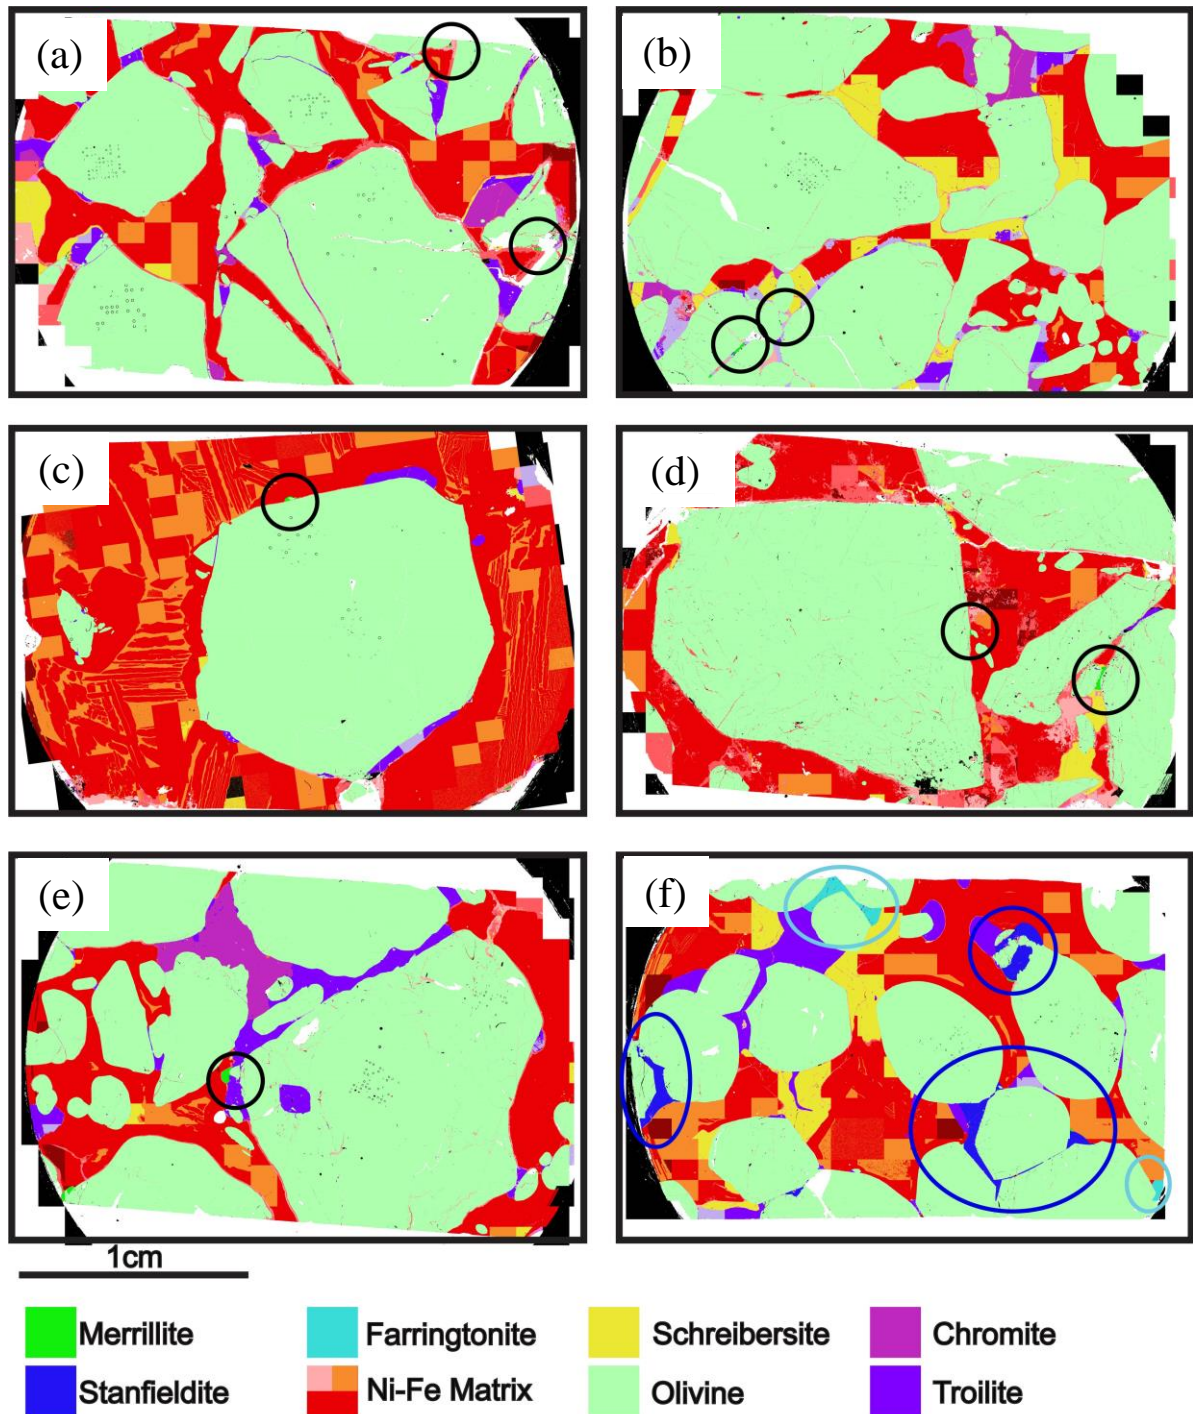 (a)
(b)
(c)
(d)
(e)
(f)
1cm
Merrillite
Farringtonite
Schreibersite
Chromite
Stanfieldite
Ni-Fe Matrix
Olivine
Troilite